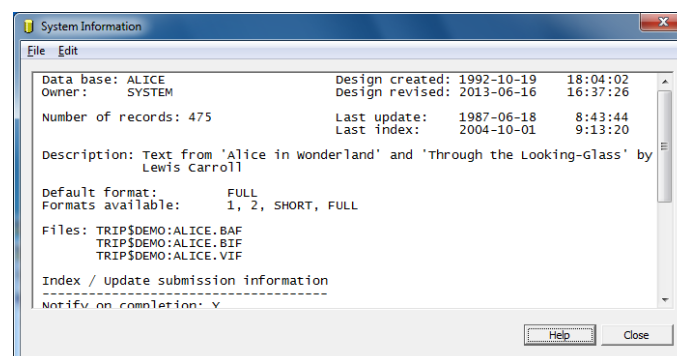 System Information
File Edit
Data base: ALICE Design created: 1992-10-19 18:04:02
Owner: SYSTEM Design revised: 2013-06-16 16:37:26
Number of records: 475 Last update: 1987-06-18 8:43:44
Last index: 2004-10-01 9:13:20
Description: Text from 'Alice in Wonderland' and 'Through the Looking-Glass' by
Lewis Carroll
Default format: FULL
Formats available: 1, 2, SHORT, FULL
Files: TRIP$DEMO:ALICE.BAF
TRIP$DEMO:ALICE.BIF
TRIP$DEMO:ALICE.VIF
Index / Update submission information
-------------------------------------
Notify on completion: Y
Help Close